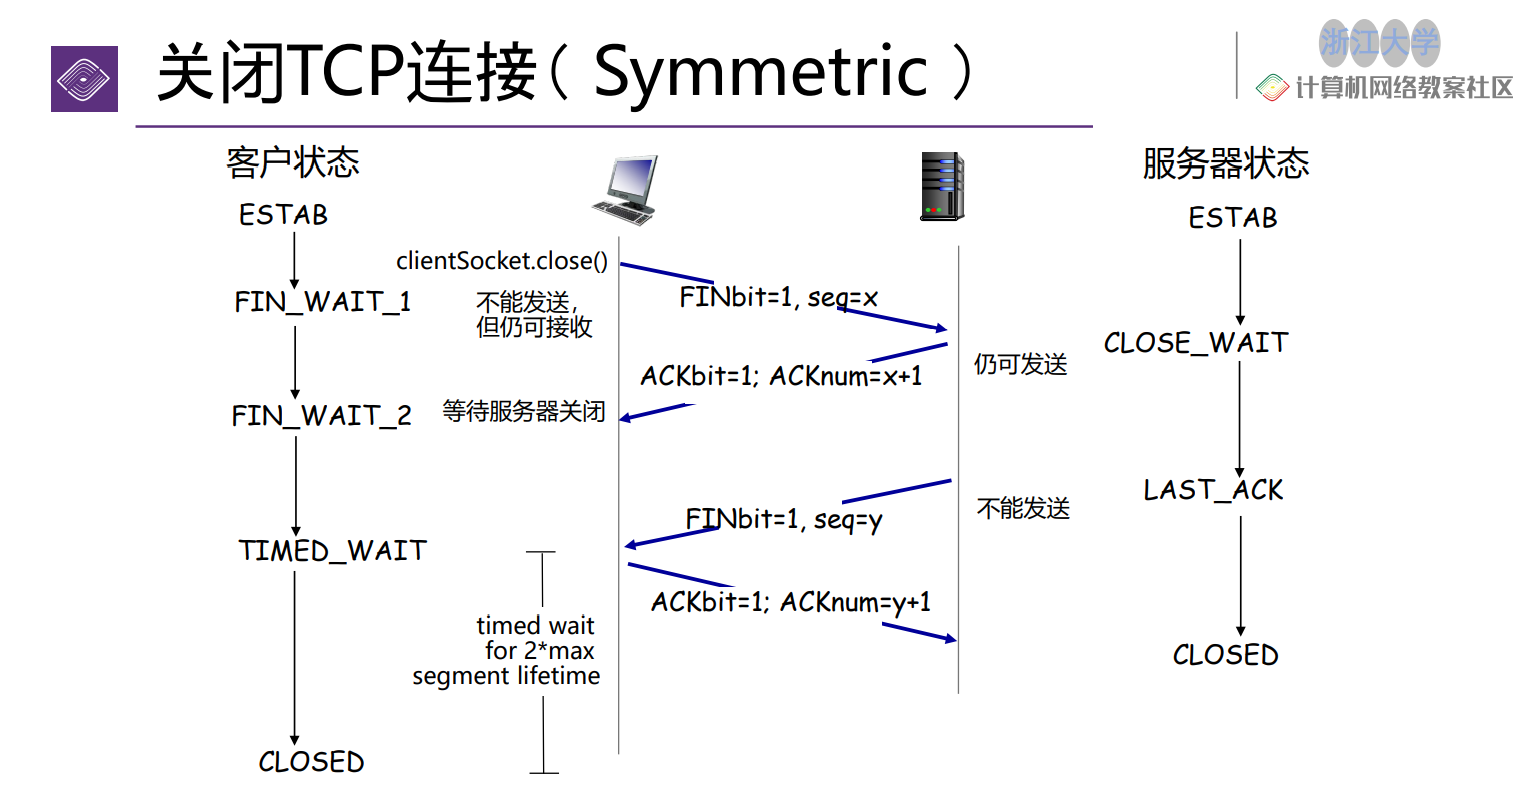 关闭TCP连接（ Symmetric ）
浙江大学
计算机网络教案社区
客户状态
服务器状态
ESTAB
ESTAB
clientSocket.close()
FINbit=1, seq=x
FIN_WAIT_1
不能发送，
但仍可接收
CLOSE_WAIT
仍可发送
ACKbit=1; ACKnum=x+1
FIN_WAIT_2
等待服务器关闭
LAST_ACK
不能发送
FINbit=1, seq=y
TIMED_WAIT
ACKbit=1; ACKnum=y+1
timed wait
for 2*max
segment lifetime
CLOSED
CLOSED